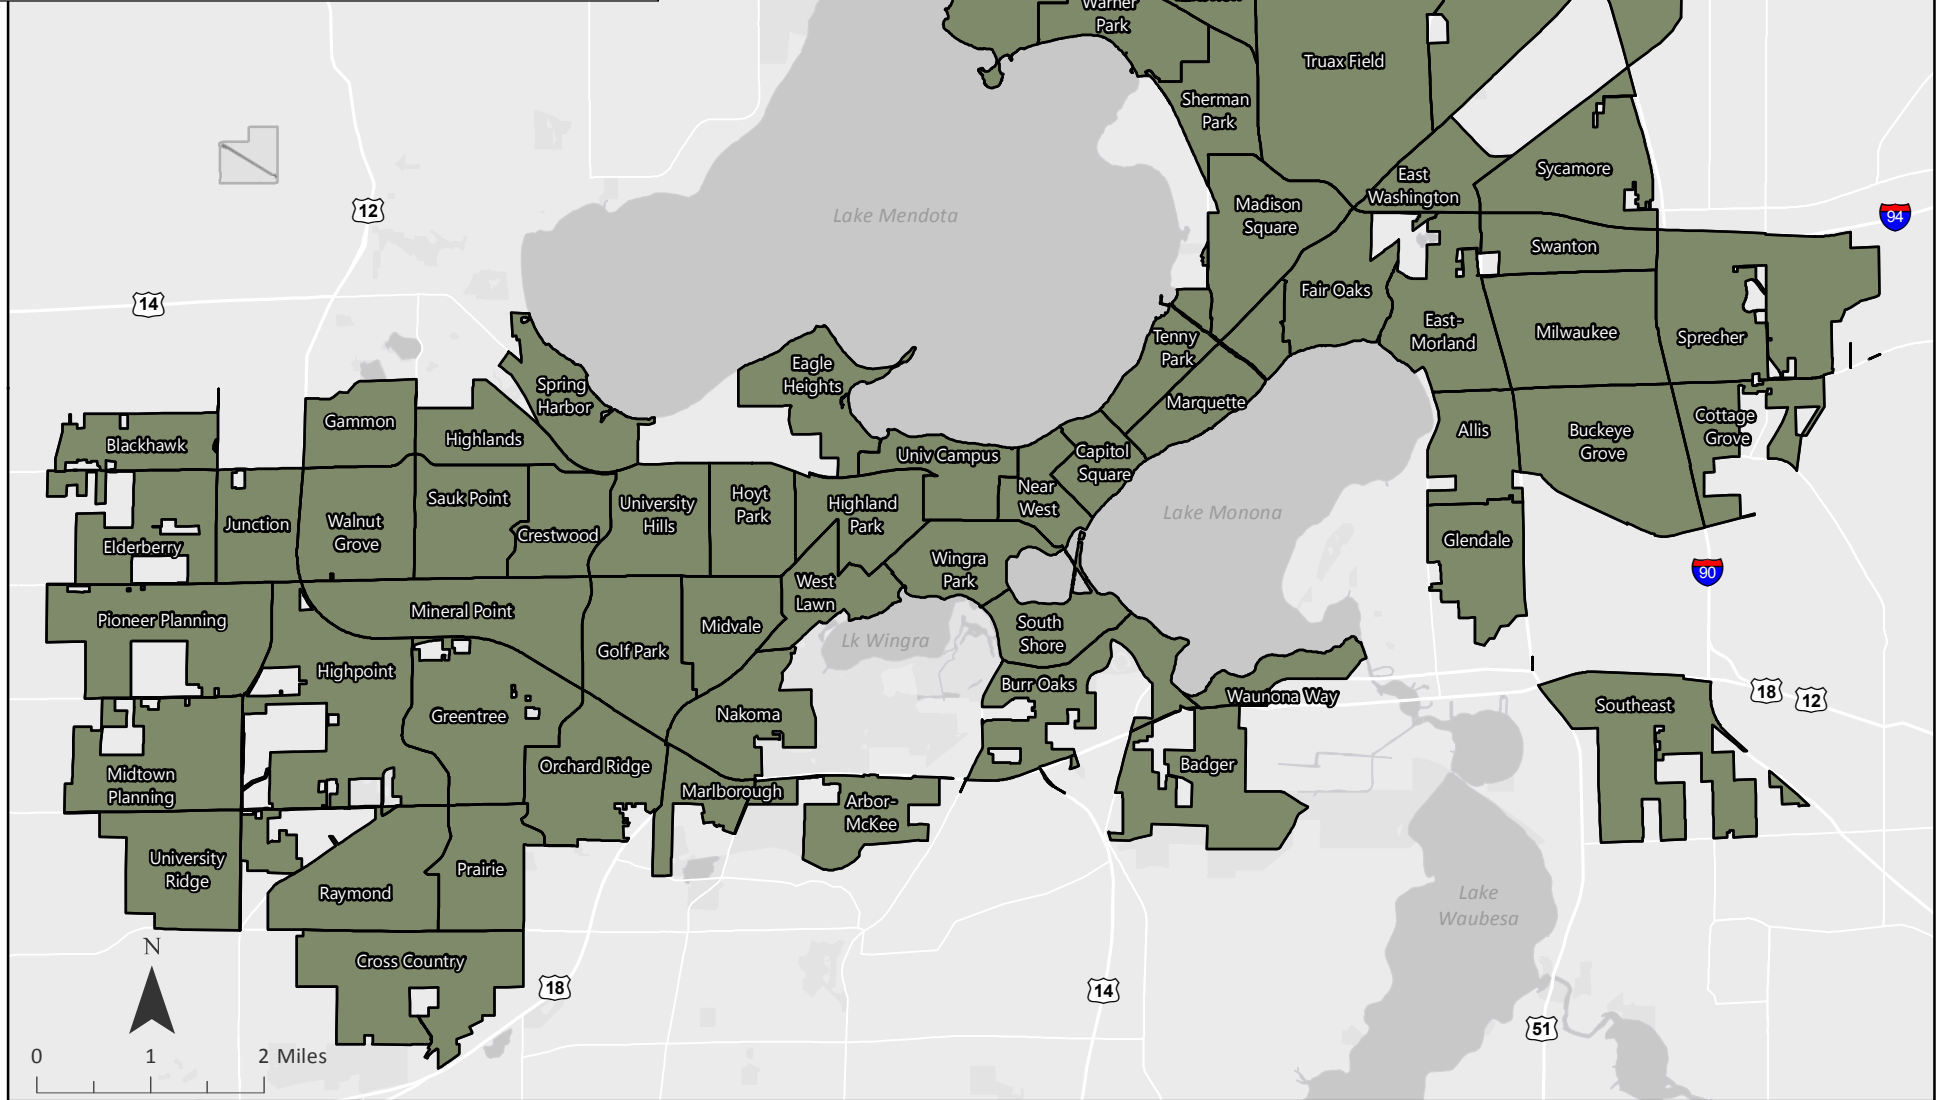 Warner
Park
Truax Field
Sherman
Park
Sycamore
East
Washington
12
Lake Mendota
Madison
Square
94
Swanton
14
Fair Oaks
East-
Morland
Milwaukee
Sprecher
Tenny
Park
Eagle
Heights
Spring
Harbor
Marquette
Gammon
Highlands
Blackhawk
Univ Campus
Capitol
Square
Allis
Buckeye
Grove
Cottage
Grove
Sauk Point
University
Hills
Hoyt
Park
Highland
Park
Near
West
Lake Monona
Junction
Walnut
Grove
Crestwood
Elderberry
Glendale
Wingra
Park
90
West
Lawn
Pioneer Planning
Mineral Point
Midvale
Lk Wingra
South
Shore
Highpoint
Golf Park
Burr Oaks
Waunona Way
18
12
Southeast
Greentree
Nakoma
Midtown
Planning
Orchard Ridge
Badger
Marlborough
Arbor-
McKee
University
Ridge
Prairie
Raymond
Lake
Waubesa
N
Cross Country
18
14
51
0 1 2 Miles